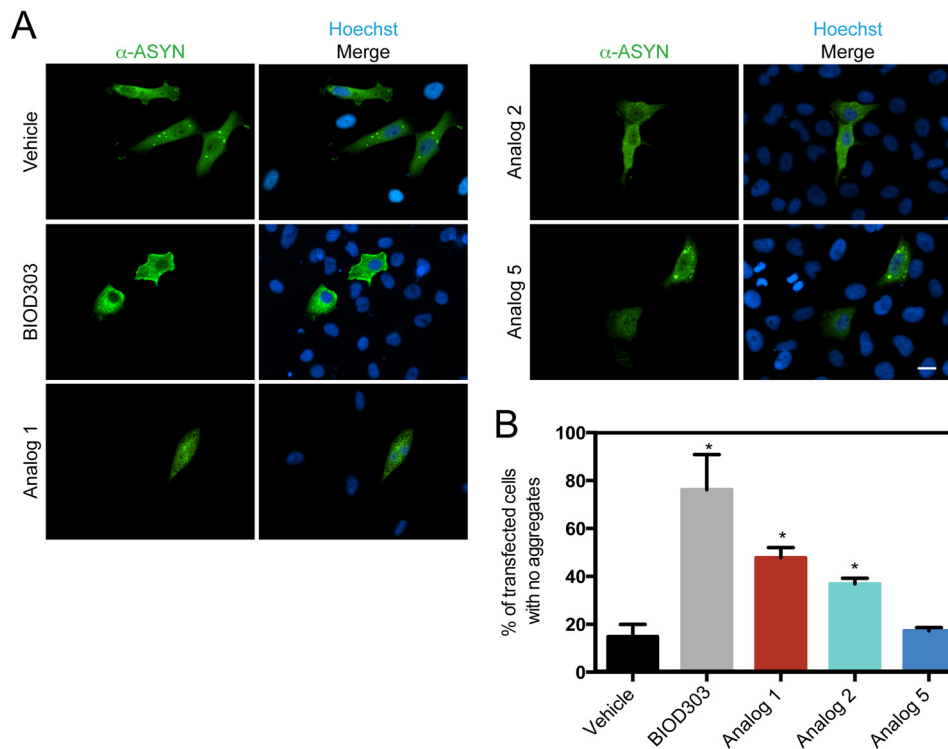 A
α-ASYN
Hoechst
Merge
Vehicle
BIOD303
Analog 1
α-ASYN
Hoechst
Merge
Analog 2
Analog 5
B
% of transfected cells
with no aggregates
100
80
60
40
20
0
*
*
*
Vehicle
BIOD303
Analog 1
Analog 2
Analog 5